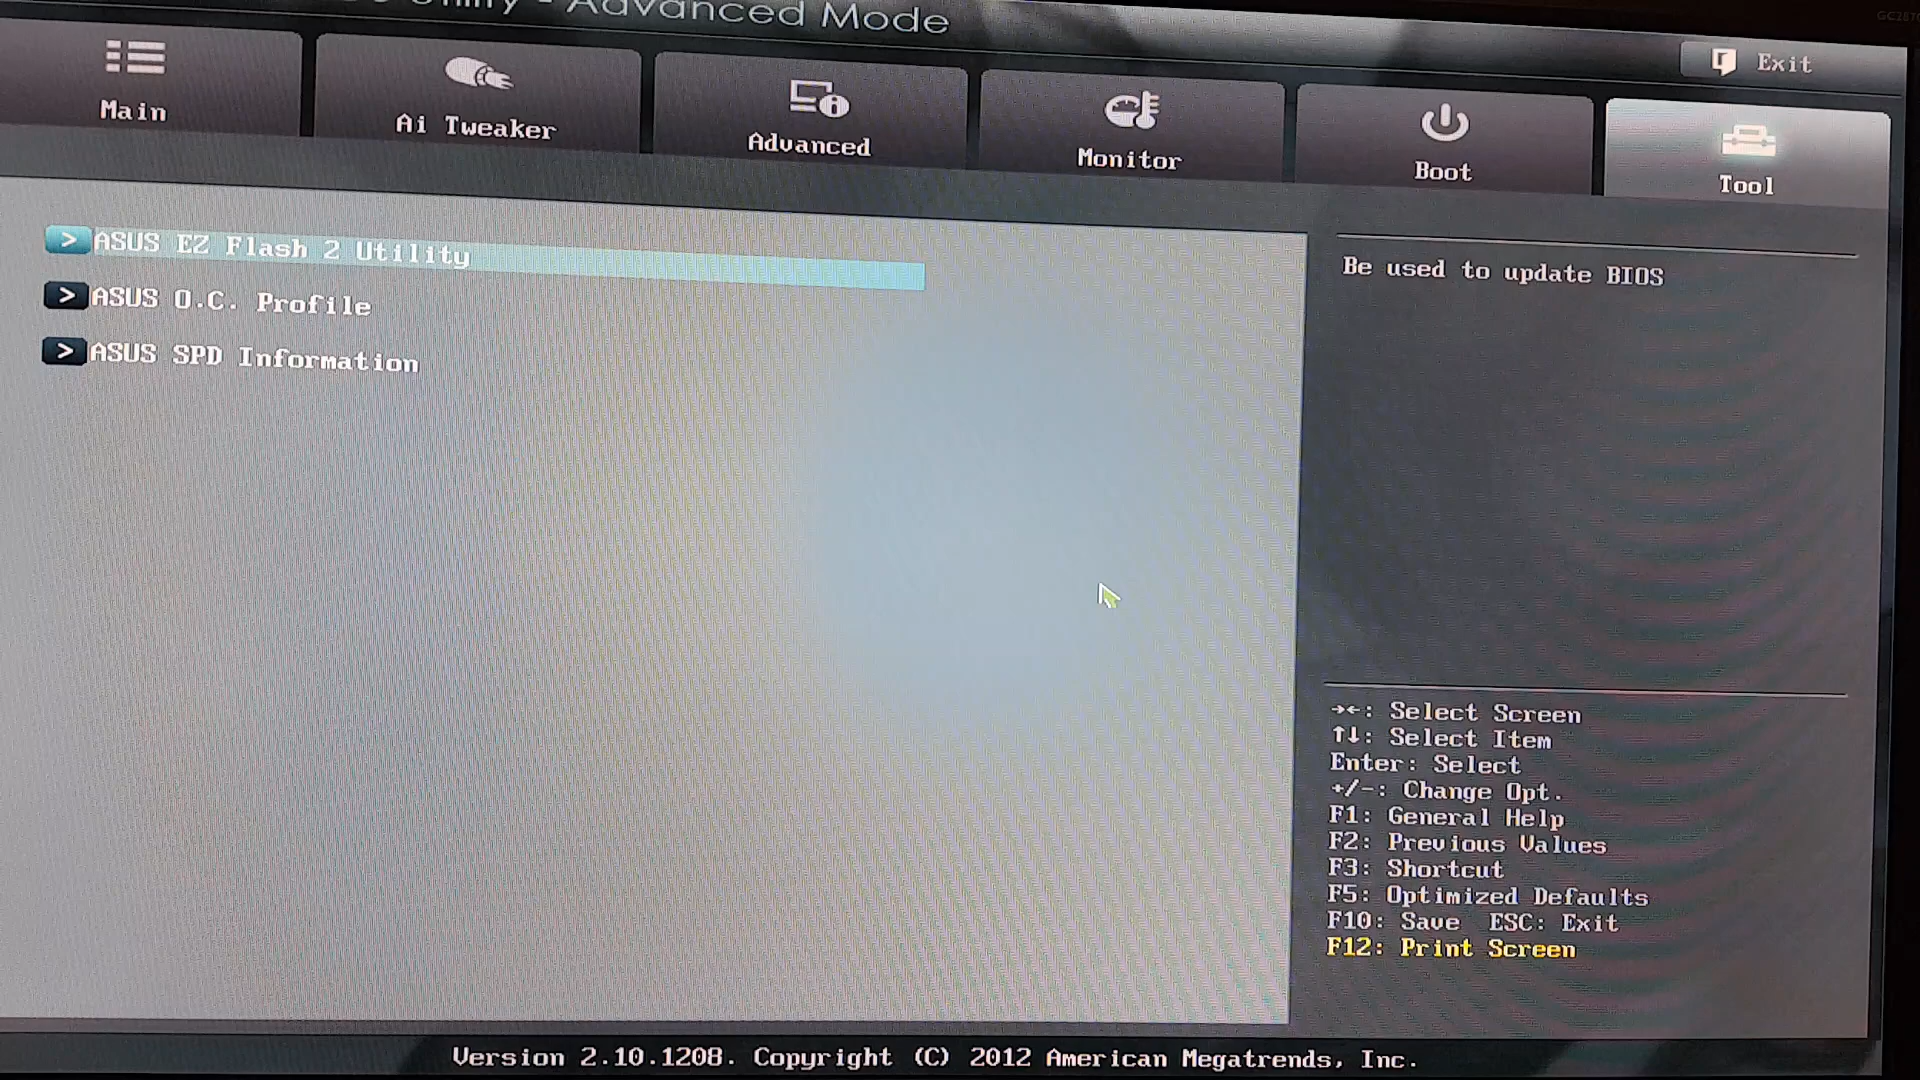 Utility - Advanced Mode
Exit
Main
Ai Tweaker
Advanced
Monitor
Boot
Tool
> ASUS EZ Flash 2 Utility
> ASUS O.C. Profile
> ASUS SPD Information
Be used to update BIOS
→←: Select Screen
↑↓: Select Item
Enter: Select
+/-: Change Opt.
F1: General Help
F2: Previous Values
F3: Shortcut
F5: Optimized Defaults
F10: Save ESC: Exit
F12: Print Screen
Version 2.10.1208. Copyright (C) 2012 American Megatrends, Inc.